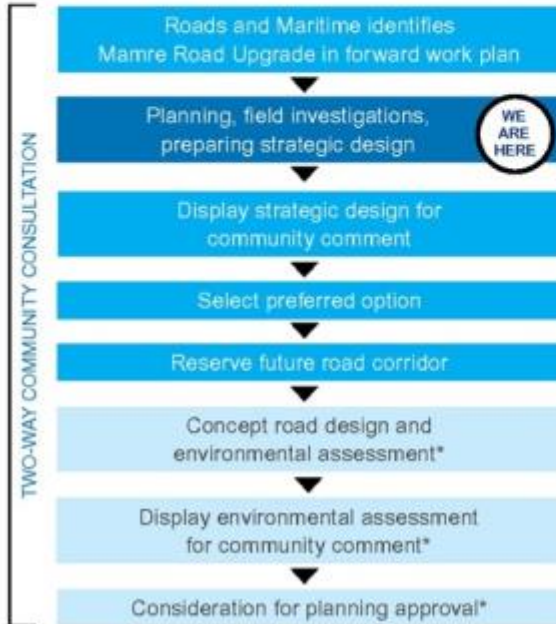 Roads and Maritime identifies
Mamre Road Upgrade in forward work plan
Planning, field investigations,
preparing strategic design
WE
ARE
HERE
Display strategic design for
community comment
Select preferred option
Reserve future road corridor
Concept road design and
environmental assessment*
Display environmental assessment
for community comment*
Consideration for planning approval*
TWO-WAY COMMUNITY CONSULTATION